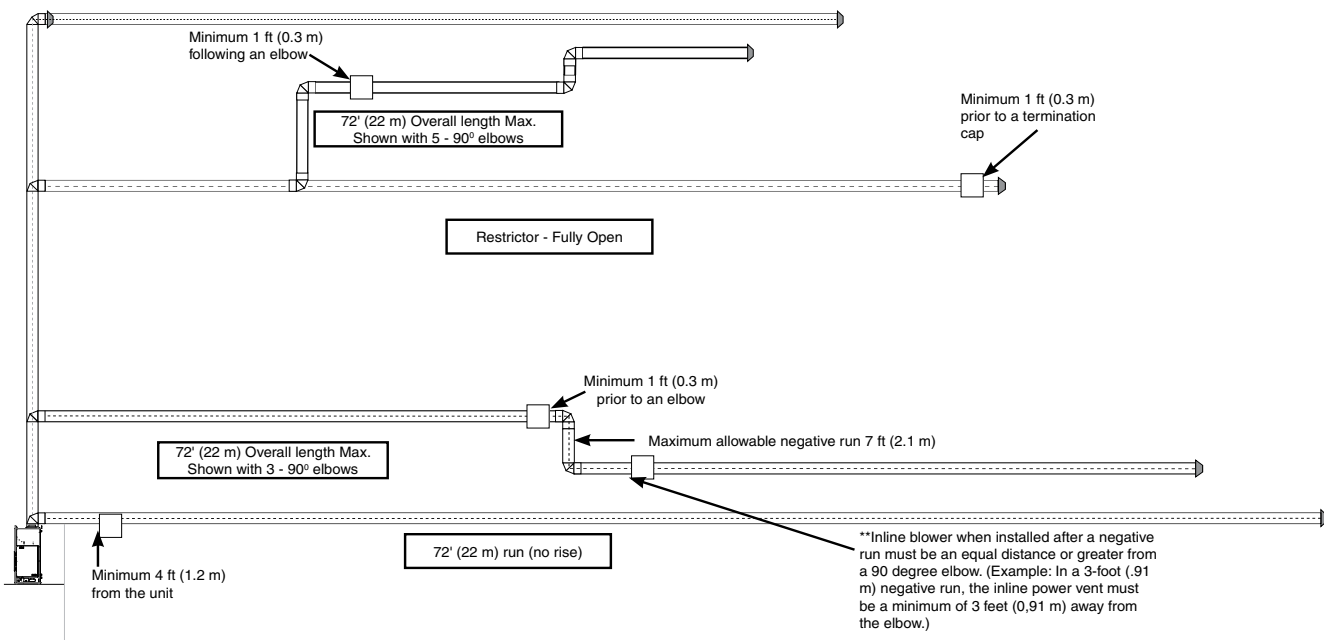 Minimum 1 ft (0.3 m)
following an elbow
72' (22 m) Overall length Max.
Shown with 5 - 90⁰ elbows
Minimum 1 ft (0.3 m)
prior to a termination
cap
Restrictor - Fully Open
Minimum 1 ft (0.3 m)
prior to an elbow
Maximum allowable negative run 7 ft (2.1 m)
72' (22 m) Overall length Max.
Shown with 3 - 90⁰ elbows
72' (22 m) run (no rise)
Minimum 4 ft (1.2 m)
from the unit
**Inline blower when installed after a negative
run must be an equal distance or greater from
a 90 degree elbow. (Example: In a 3-foot (.91
m) negative run, the inline power vent must
be a minimum of 3 feet (0,91 m) away from
the elbow.)